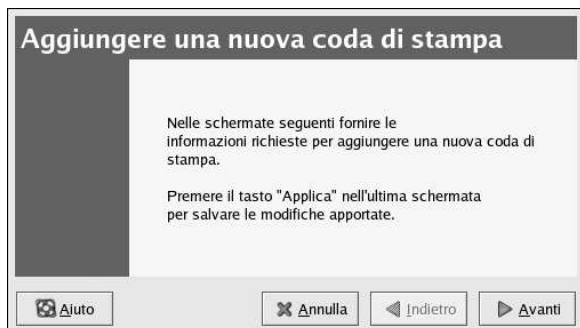 Aggiungere una nuova coda di stampa
Nelle schermate seguenti fornire le
informazioni richieste per aggiungere una nuova coda di
stampa.
Premere il tasto "Applica" nell'ultima schermata
per salvare le modifiche apportate.
Aiuto
Annulla
Indietro
Avanti